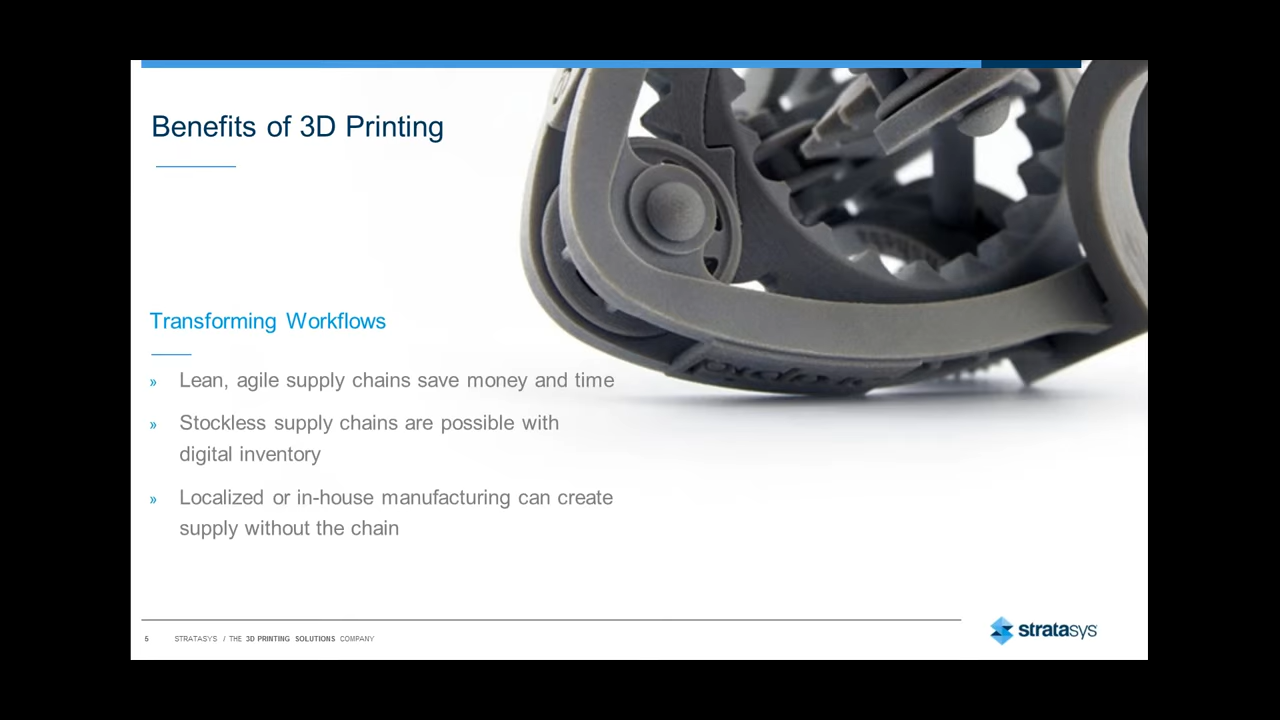 Benefits of 3D Printing
Transforming Workflows
» Lean, agile supply chains save money and time
» Stockless supply chains are possible with
digital inventory
» Localized or in-house manufacturing can create
supply without the chain
5 STRATASYS / THE 3D PRINTING SOLUTIONS COMPANY
stratasys